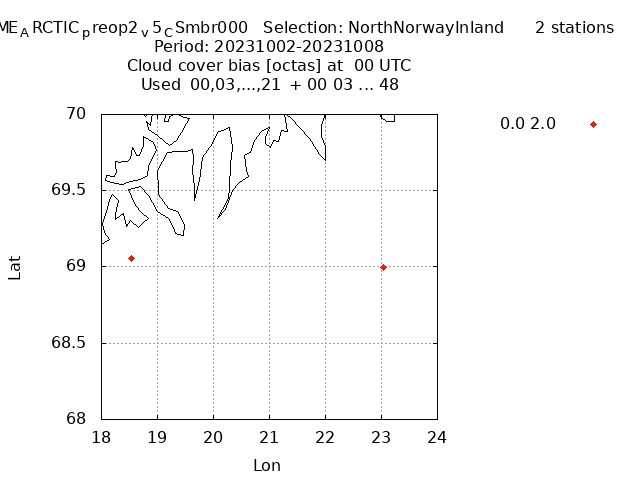 ME_ARCTIC_preop2_v5_CSmbr000 Selection: NorthNorwayInland 2 stations
Period: 20231002-20231008
Cloud cover bias [octas] at 00 UTC
Used 00,03,...,21 + 00 03 ... 48
0.0 2.0
70
69.5
69
68.5
68
Lat
18 19 20 21 22 23 24
Lon